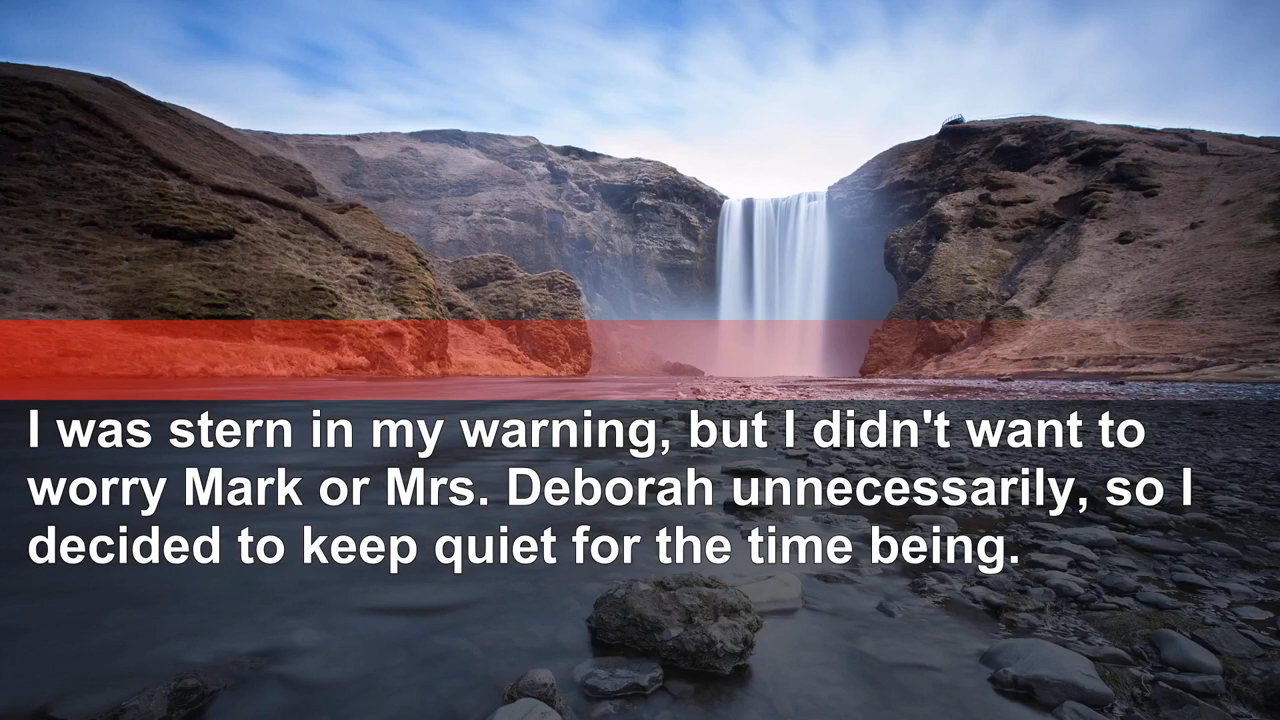 I was stern in my warning, but I didn't want to
worry Mark or Mrs. Deborah unnecessarily, so I
decided to keep quiet for the time being.